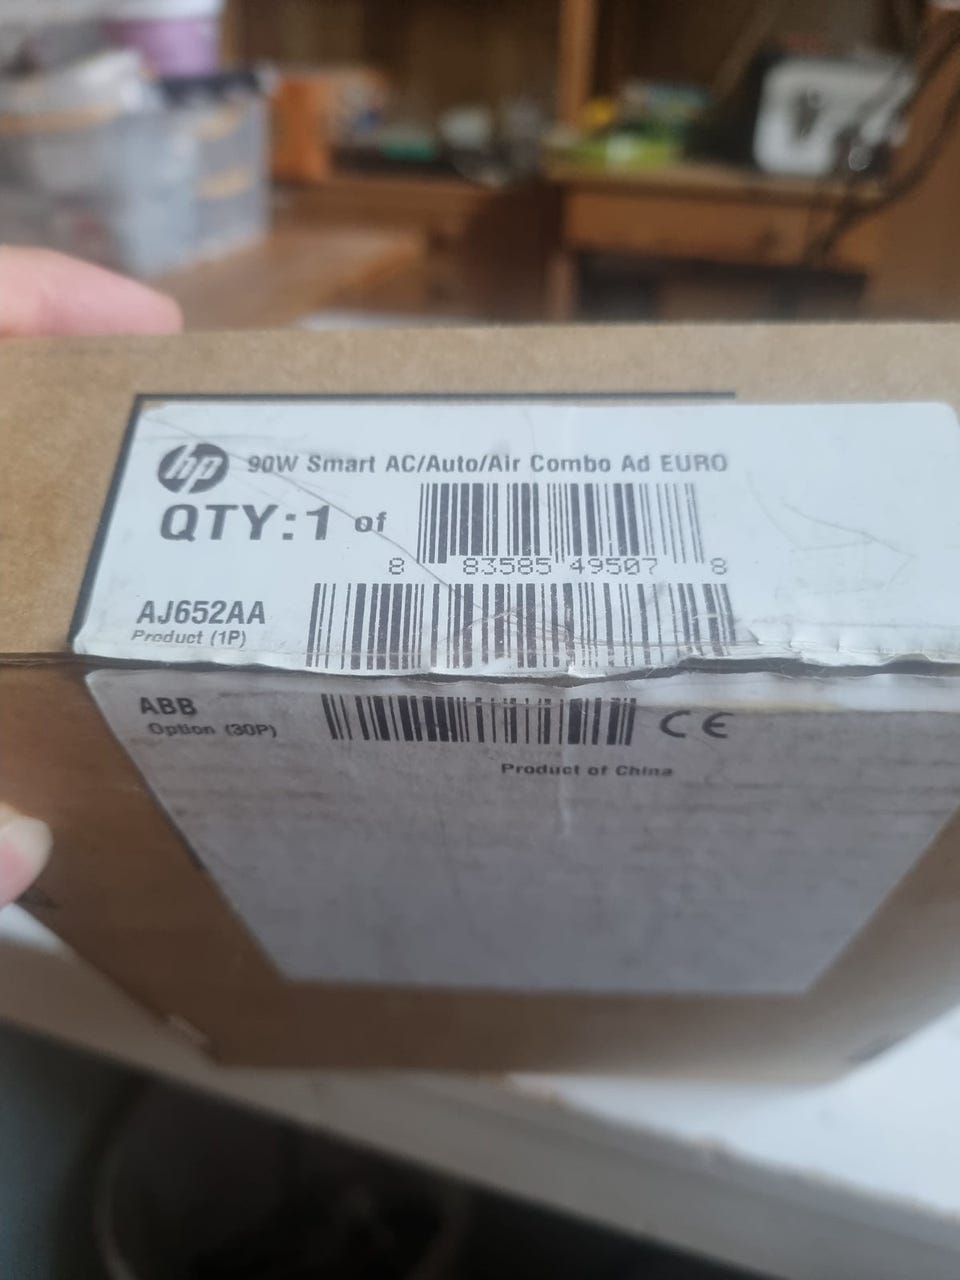 hp 90W Smart AC/Auto/Air Combo Ad EURO
QTY:1 of
8 83585 49507 8
AJ652AA
Product (1P)
ABB
Option (30P)
CE
Product of China